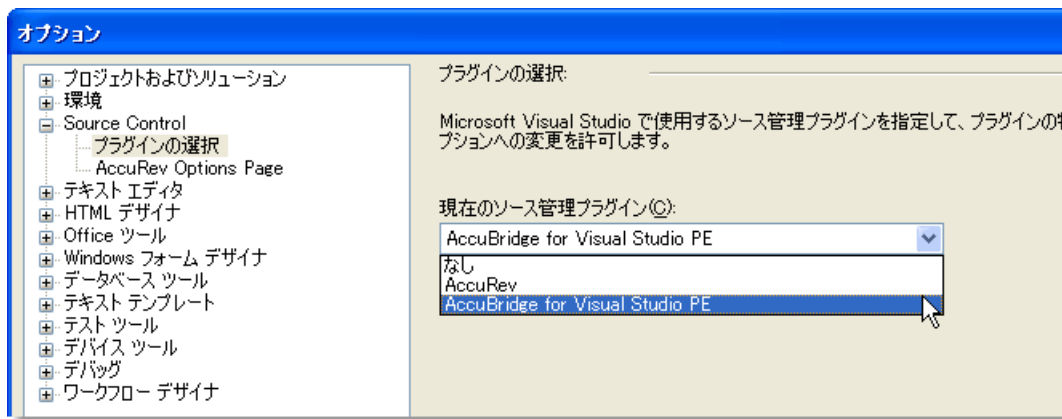 オプション
プロジェクトおよびソリューション
環境
Source Control
プラグインの選択
AccuRev Options Page
テキスト エディタ
HTML デザイナ
Office ツール
Windows フォーム デザイナ
データベース ツール
テキスト テンプレート
テスト ツール
デバイス ツール
デバッグ
ワークフロー デザイナ
プラグインの選択:
Microsoft Visual Studio で使用するソース管理プラグインを指定して、プラグインの
プションへの変更を許可します。
現在のソース管理プラグイン(C):
AccuBridge for Visual Studio PE
なし
AccuRev
AccuBridge for Visual Studio PE